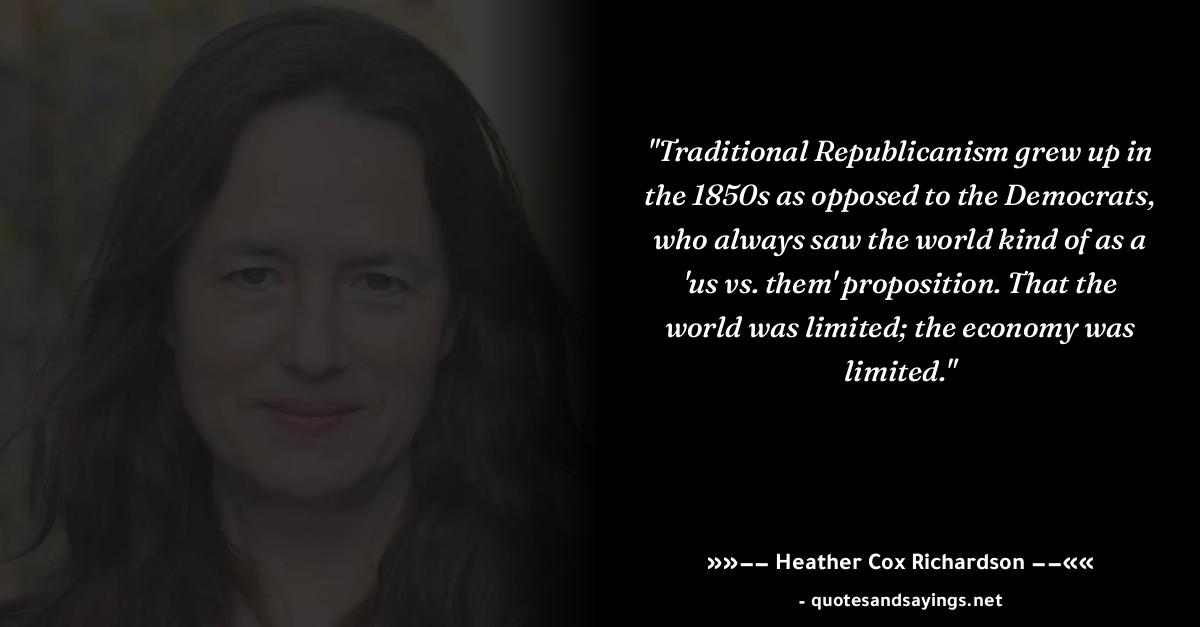 "Traditional Republicanism grew up in
the 1850s as opposed to the Democrats,
who always saw the world kind of as a
'us vs. them' proposition. That the
world was limited; the economy was
limited."
»»−− Heather Cox Richardson −−««
- quotesandsayings.net